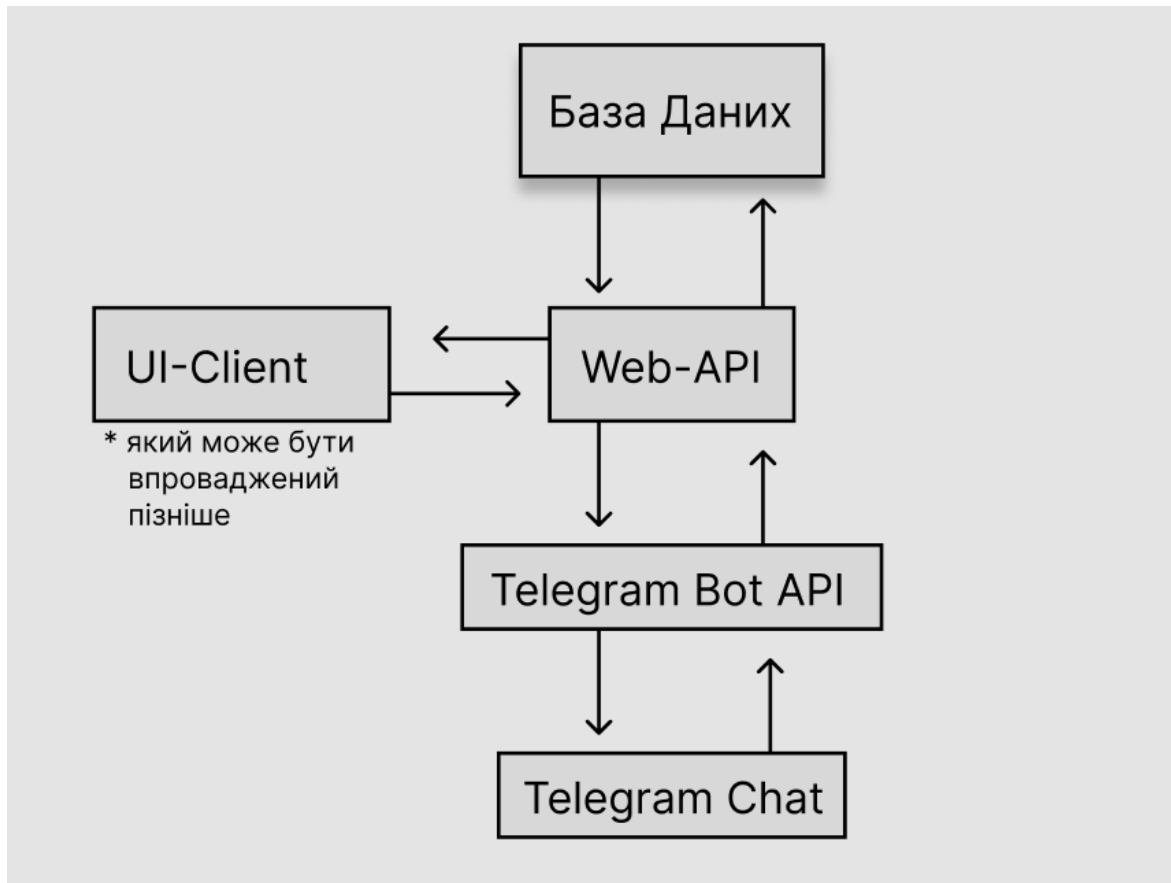 База Даних
UI-Client
Web-API
* який може бути
впроваджений
пізніше
Telegram Bot API
Telegram Chat